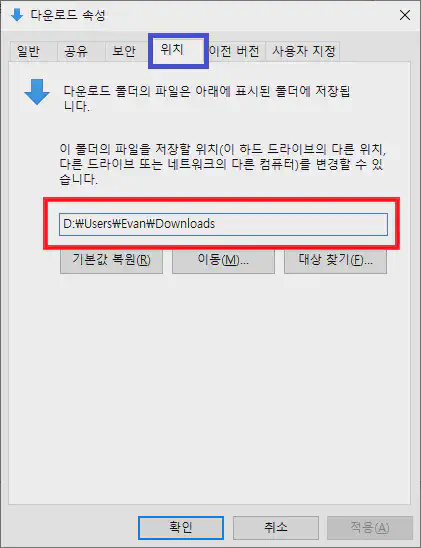 다운로드 속성
일반 공유 보안 위치 이전 버전 사용자 지정
다운로드 폴더의 파일은 아래에 표시된 폴더에 저장됩
니다.
이 폴더의 파일을 저장할 위치(이 하드 드라이브의 다른 위치,
다른 드라이브 또는 네트워크의 다른 컴퓨터)를 변경할 수 있
습니다.
D:₩Users₩Evan₩Downloads
기본값 복원(R) 이동(M)... 대상 찾기(F)...
확인 취소 적용(A)